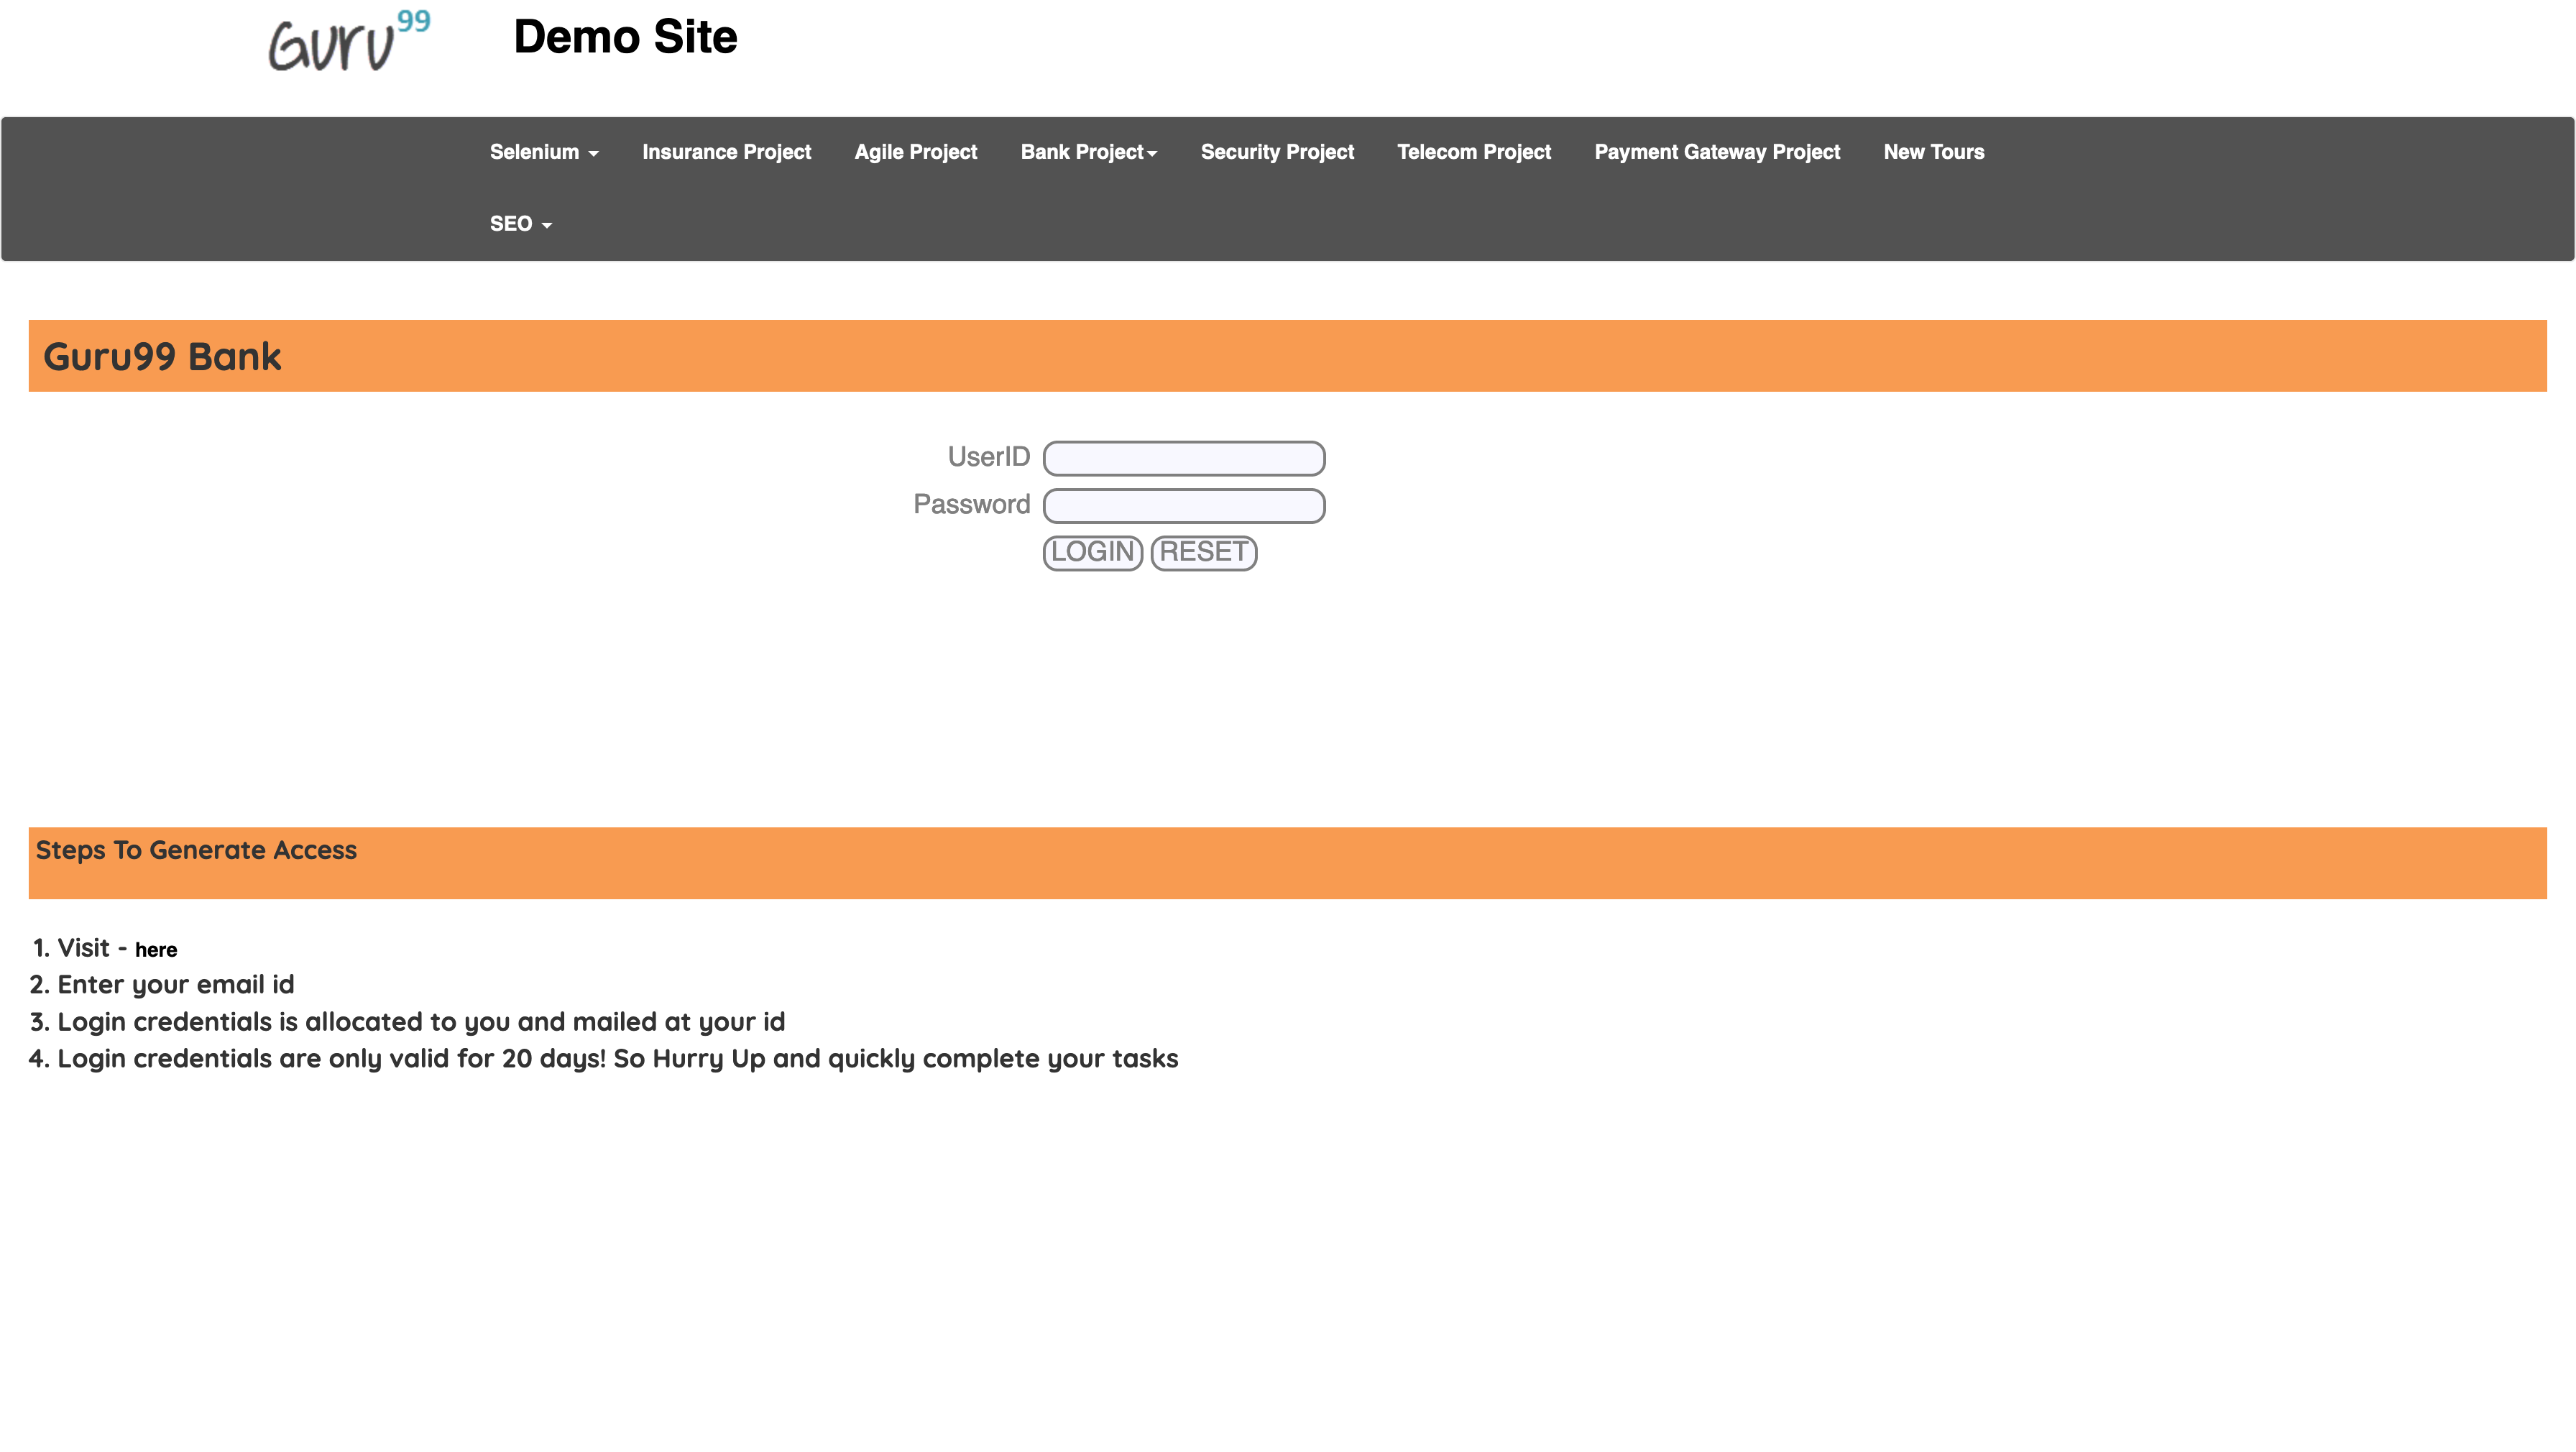 Guru99 Demo Site
Selenium Insurance Project Agile Project Bank Project Security Project Telecom Project Payment Gateway Project New Tours
SEO
Guru99 Bank
UserID
Password
LOGIN RESET
Steps To Generate Access
1. Visit - here
2. Enter your email id
3. Login credentials is allocated to you and mailed at your id
4. Login credentials are only valid for 20 days! So Hurry Up and quickly complete your tasks